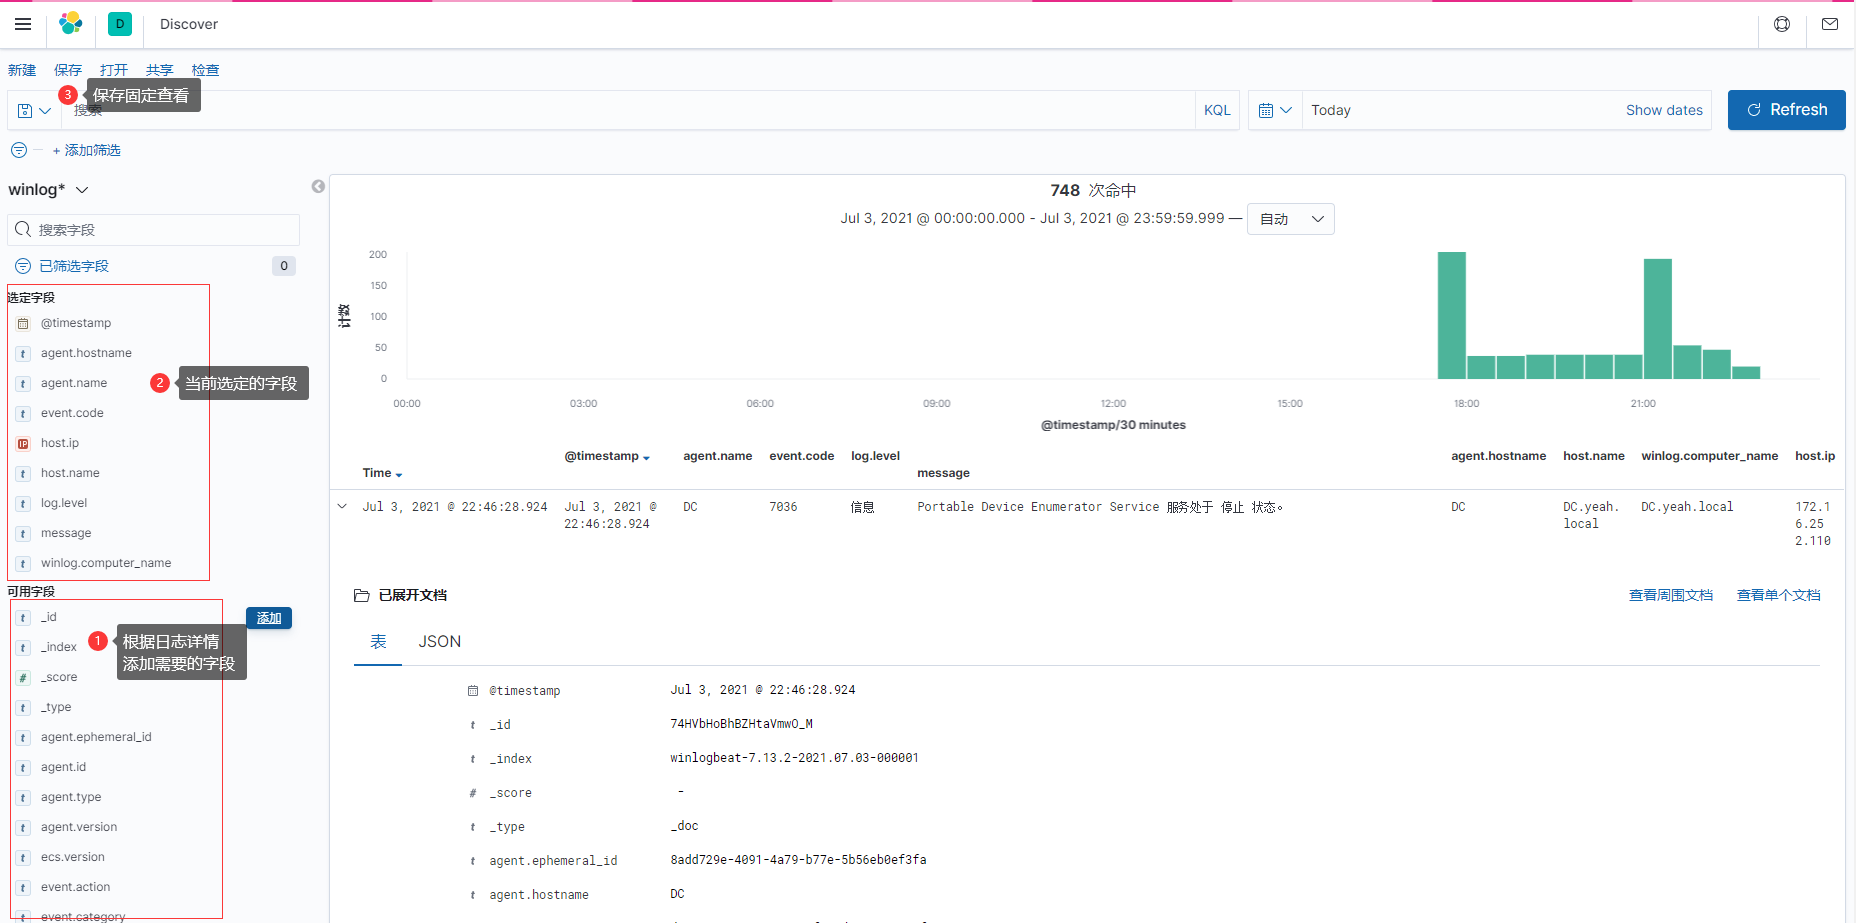 D
Discover
新建 保存 打开 共享 检查
3 保存固定查看
搜索
KQL
Today
Show dates
Refresh
+ 添加筛选
winlog*
搜索字段
已筛选字段 0
选定字段
@timestamp
t agent.hostname
t agent.name
2 当前选定的字段
t event.code
IP host.ip
t host.name
t log.level
t message
t winlog.computer_name
可用字段
t _id
添加
t _index
1 根据日志详情
添加需要的字段
# _score
t _type
t agent.ephemeral_id
t agent.id
t agent.type
t agent.version
t ecs.version
t event.action
t event.category
748 次命中
Jul 3, 2021 @ 00:00:00.000 - Jul 3, 2021 @ 23:59:59.999 — 自动
计数
200
150
100
50
0
00:00 03:00 06:00 09:00 12:00 15:00 18:00 21:00
@timestamp/30 minutes
Time @timestamp agent.name event.code log.level message agent.hostname host.name winlog.computer_name host.ip
Jul 3, 2021 @ 22:46:28.924
Jul 3, 2021 @
22:46:28.924
DC
7036
信息
Portable Device Enumerator Service 服务处于 停止 状态。
DC
DC.yeah.
local
DC.yeah.local
172.1
6.25
2.110
已展开文档
查看周围文档 查看单个文档
表 JSON
@timestamp Jul 3, 2021 @ 22:46:28.924
t _id 74HVbHoBhBZHtaVmwO_M
t _index winlogbeat-7.13.2-2021.07.03-000001
# _score -
t _type _doc
t agent.ephemeral_id 8add729e-4091-4a79-b77e-5b56eb0ef3fa
t agent.hostname DC